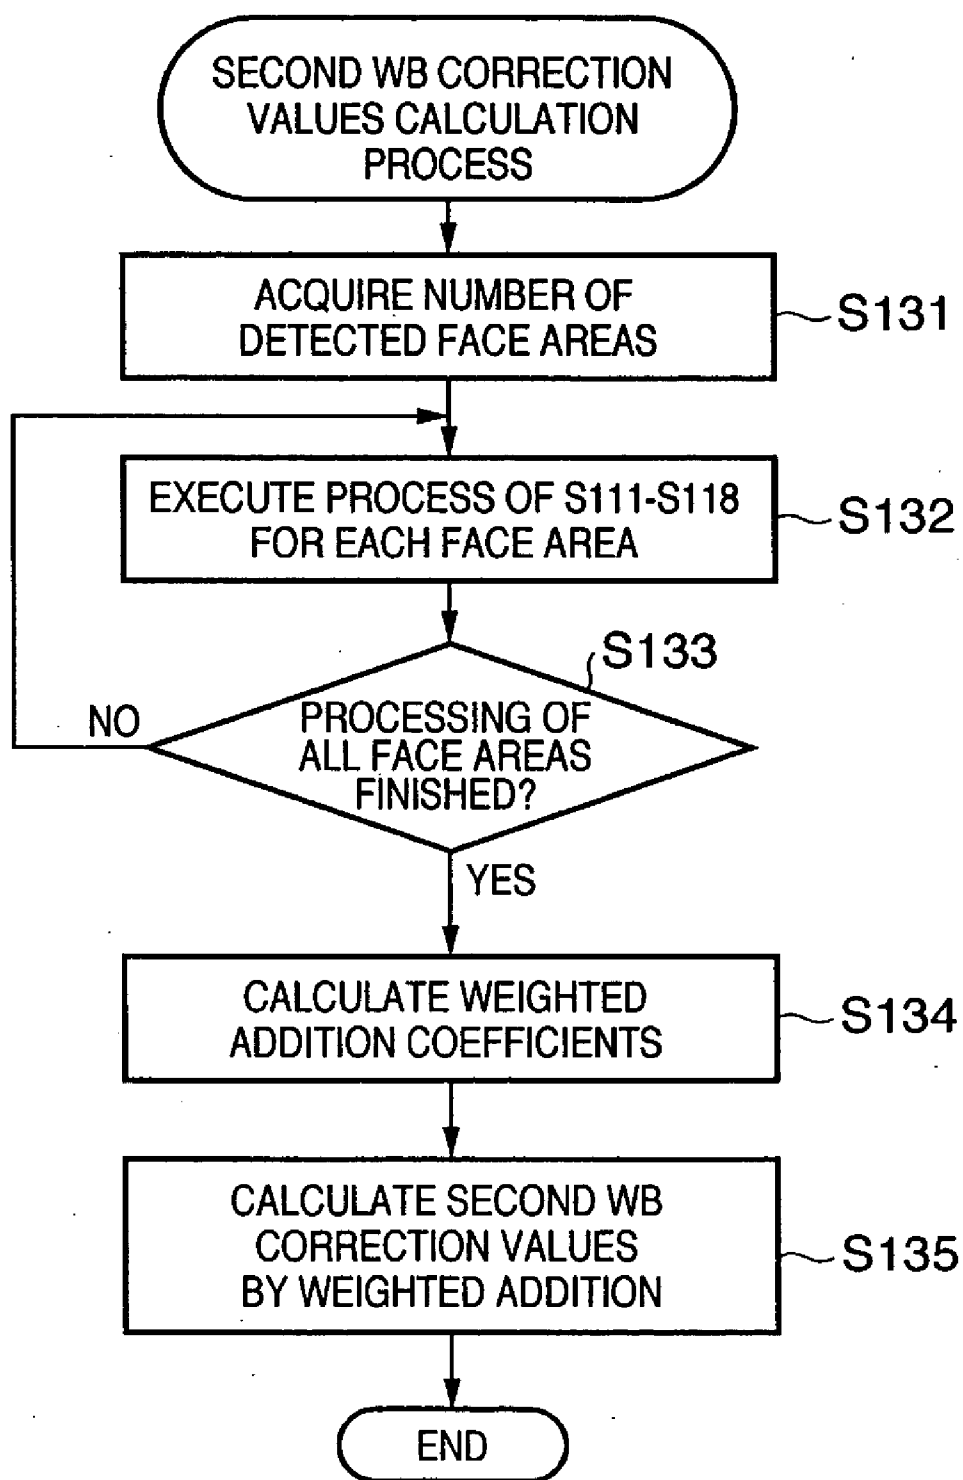 SECOND WB CORRECTION
VALUES CALCULATION
PROCESS
ACQUIRE NUMBER OF
DETECTED FACE AREAS
S131
EXECUTE PROCESS OF S111-S118
FOR EACH FACE AREA
S132
S133
NO
PROCESSING OF
ALL FACE AREAS
FINISHED?
YES
CALCULATE WEIGHTED
ADDITION COEFFICIENTS
S134
CALCULATE SECOND WB
CORRECTION VALUES
BY WEIGHTED ADDITION
S135
END